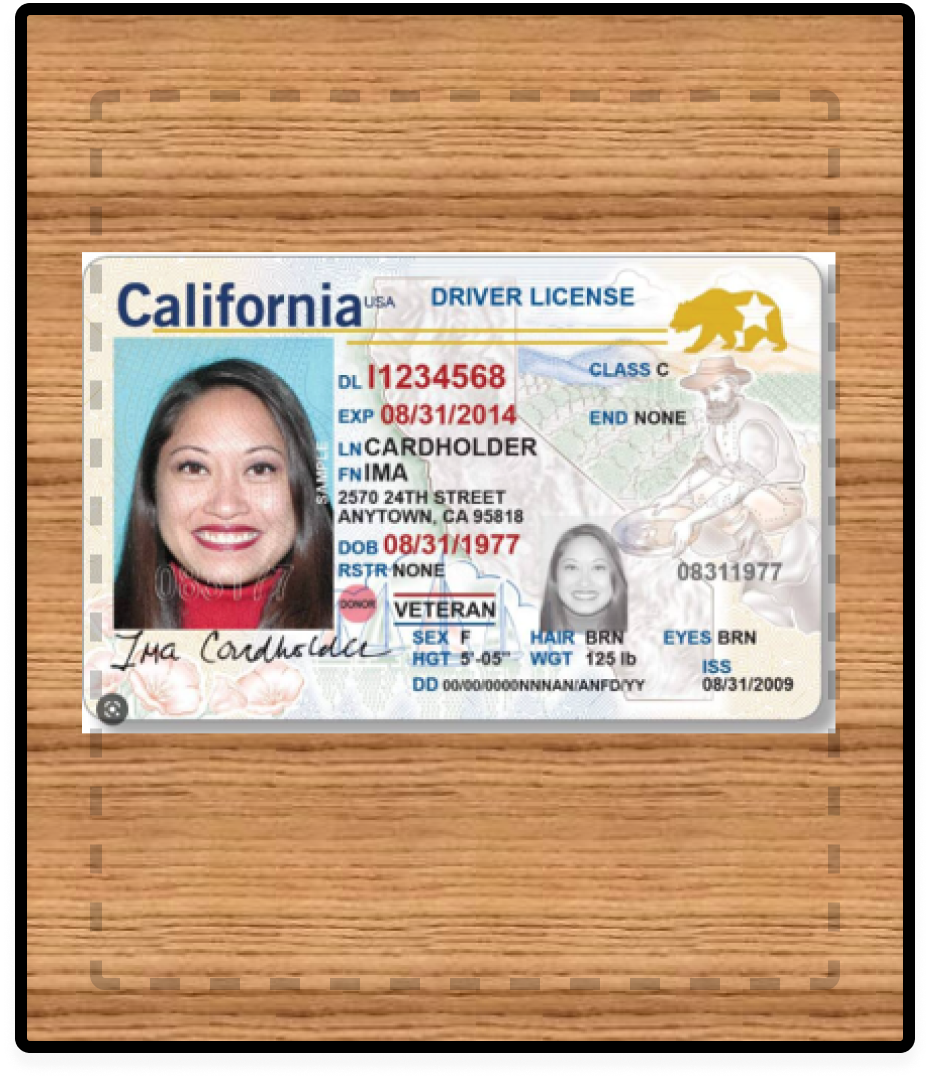 California USA DRIVER LICENSE
DL I1234568
CLASS C
EXP 08/31/2014
END NONE
LN CARDHOLDER
FN IMA
2570 24TH STREET
ANYTOWN, CA 95818
DOB 08/31/1977
RSTR NONE
08311977
SAMPLE
083177
DONOR
VETERAN
Ima Cardholder
SEX F HAIR BRN EYES BRN
HGT 5'-05" WGT 125 lb
ISS
DD 00/00/0000NNNAN/ANFD/YY 08/31/2009